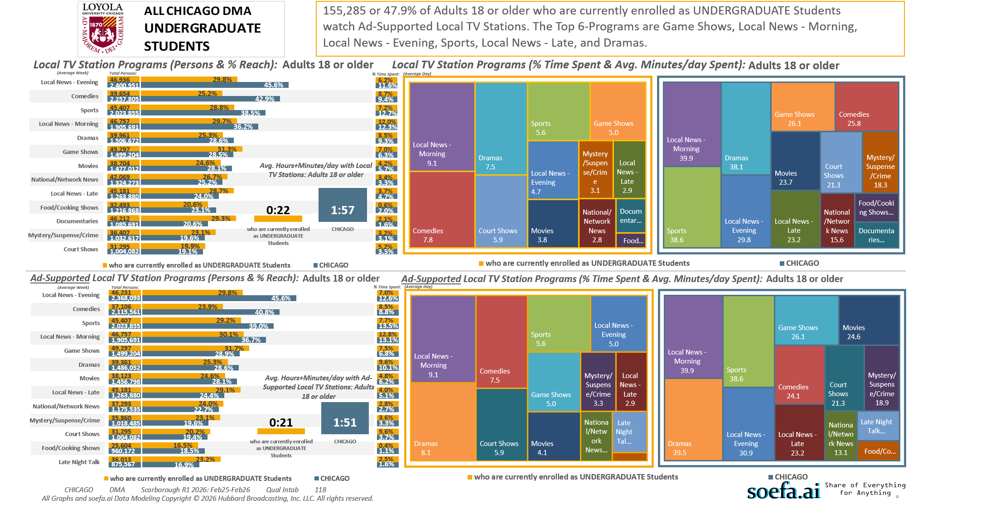 LOYOLA
UNIVERSITY CHICAGO
1870
AD • MAJOREM • DEI • GLORIAM
ALL CHICAGO DMA
UNDERGRADUATE
STUDENTS
155,285 or 47.9% of Adults 18 or older who are currently enrolled as UNDERGRADUATE Students
watch Ad-Supported Local TV Stations. The Top 6-Programs are Game Shows, Local News - Morning,
Local News - Evening, Sports, Local News - Late, and Dramas.
Local TV Station Programs (Persons & % Reach): Adults 18 or older
(Average Week) Total Persons: % Time Spent:
Local News - Evening 46,936 29.8% 6.2%
2,400,951 45.6% 11.6%
Comedies 39,654 25.2% 8.7%
2,257,805 42.9% 9.4%
Sports 45,407 28.8% 7.2%
2,023,855 38.5% 12.7%
Local News - Morning 46,757 29.7% 12.0%
1,905,691 36.2% 12.3%
Dramas 39,961 25.3% 8.5%
1,506,672 28.6% 9.3%
Game Shows 49,297 31.3% 7.0%
1,499,204 28.5% 6.3%
Movies 38,704 24.6% 4.2%
1,477,012 28.1% 5.7%
National/Network News 42,069 26.7% 3.4%
1,324,273 25.2% 3.3%
Local News - Late 45,181 28.7% 3.7%
1,263,880 24.0% 4.7%
Food/Cooking Shows 32,493 20.6% 0.6%
1,216,868 23.1% 2.0%
Documentaries 46,212 29.3% 2.1%
1,085,691 20.6% 1.6%
Mystery/Suspense/Crime 36,407 23.1% 3.2%
1,032,617 19.6% 3.1%
Court Shows 31,295 19.9% 5.2%
1,004,082 19.1% 3.5%
Avg. Hours+Minutes/day with Local
TV Stations: Adults 18 or older
0:22
1:57
who are currently enrolled
as UNDERGRADUATE
Students
CHICAGO
who are currently enrolled as UNDERGRADUATE Students CHICAGO
Local TV Station Programs (% Time Spent & Avg. Minutes/day Spent): Adults 18 or older
(Average Day)
Local News -
Morning
9.1
Comedies
7.8
Dramas
7.5
Court Shows
5.9
Sports
5.6
Game Shows
5.0
Local News -
Evening
4.7
Movies
3.8
Mystery
/Suspen
se/Crim
e
3.1
Local
News -
Late
2.9
National/
Network
News
2.8
Docum
entar...
Food...
Local News -
Morning
39.9
Sports
38.6
Dramas
38.1
Local News -
Evening
29.8
Game Shows
26.1
Comedies
25.8
Movies
23.7
Local News -
Late
23.2
Court
Shows
21.3
Mystery/
Suspense
/Crime
18.3
National
/Networ
k News
15.6
Food/Cooki
ng Shows...
Documenta
ries...
who are currently enrolled as UNDERGRADUATE Students CHICAGO
Ad-Supported Local TV Station Programs (Persons & % Reach): Adults 18 or older
(Average Week) Total Persons: % Time Spent:
Local News - Evening 46,231 29.8% 7.0%
2,368,093 45.6% 12.6%
Comedies 37,106 23.9% 8.5%
2,115,561 40.8% 8.8%
Sports 45,407 29.2% 7.7%
2,023,855 39.0% 13.5%
Local News - Morning 46,757 30.1% 12.8%
1,905,691 36.7% 13.1%
Game Shows 49,297 31.7% 7.5%
1,499,204 28.9% 6.8%
Dramas 39,361 25.3% 9.6%
1,486,052 28.6% 10.1%
Movies 38,123 24.6% 4.8%
1,456,798 28.1% 6.2%
Local News - Late 45,181 29.1% 4.0%
1,263,880 24.4% 5.1%
National/Network News 37,293 24.0% 2.8%
1,175,535 22.7% 2.7%
Mystery/Suspense/Crime 35,860 23.1% 3.6%
1,018,485 19.6% 3.3%
Court Shows 31,295 20.2% 5.6%
1,004,082 19.4% 3.7%
Food/Cooking Shows 25,604 16.5% 0.4%
960,172 18.5% 1.1%
Late Night Talk 36,013 23.2% 2.5%
875,567 16.9% 1.6%
Avg. Hours+Minutes/day with Ad-
Supported Local TV Stations: Adults
18 or older
0:21
1:51
who are currently enrolled
as UNDERGRADUATE
Students
CHICAGO
who are currently enrolled as UNDERGRADUATE Students CHICAGO
Ad-Supported Local TV Station Programs (% Time Spent & Avg. Minutes/day Spent): Adults 18 or older
(Average Day)
Local News -
Morning
9.1
Dramas
8.1
Comedies
7.5
Court Shows
5.9
Sports
5.6
Local News -
Evening
5.0
Game Shows
5.0
Movies
4.1
Mystery/
Suspens
e/Crime
3.3
Local
News -
Late
2.9
Nationa
l/Netw
ork
News...
Late
Night
Tal...
Local News -
Morning
39.9
Dramas
39.5
Sports
38.6
Local News -
Evening
30.9
Game Shows
26.1
Movies
24.6
Comedies
24.1
Local News -
Late
23.2
Court
Shows
21.3
Mystery/
Suspens
e/Crime
18.9
Nationa
l/Netwo
rk News
13.1
Late Night
Talk...
Food/Co...
who are currently enrolled as UNDERGRADUATE Students CHICAGO
CHICAGO DMA Scarborough R1 2026: Feb25-Feb26 Qual Intab 118
All Graphs and soefa.ai Data Modeling Copyright © 2026 Hubbard Broadcasting, Inc. LLC. All rights reserved.
soefa.ai
Share of Everything
for Anything ©